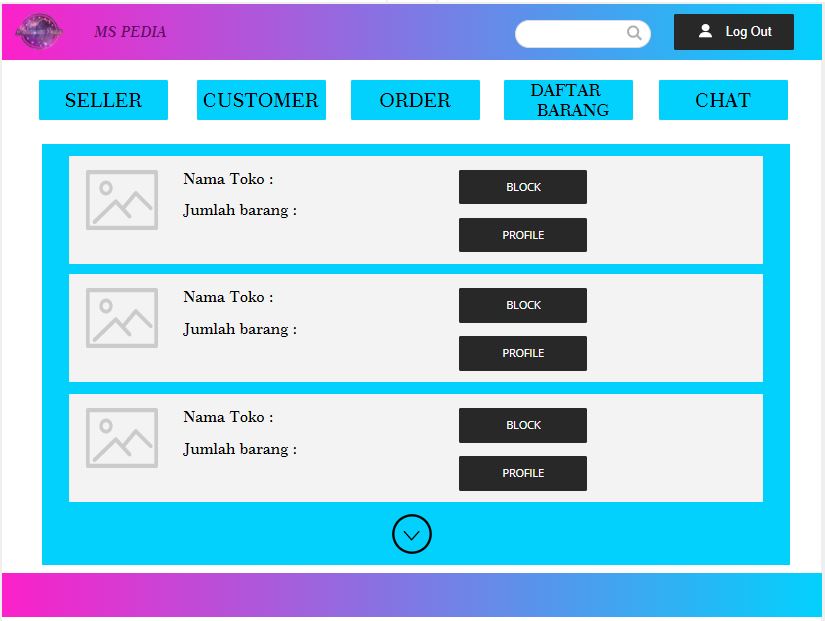 MS PEDIA
Log Out
SELLER
CUSTOMER
ORDER
DAFTAR
BARANG
CHAT
Nama Toko :
Jumlah barang :
BLOCK
PROFILE
Nama Toko :
Jumlah barang :
BLOCK
PROFILE
Nama Toko :
Jumlah barang :
BLOCK
PROFILE